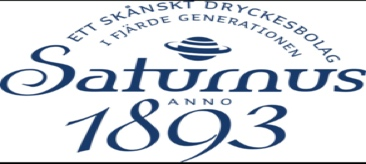 ETT SKÅNSKT DRYCKESBOLAG
I FJÄRDE GENERATIONEN
Saturnus
ANNO
1893